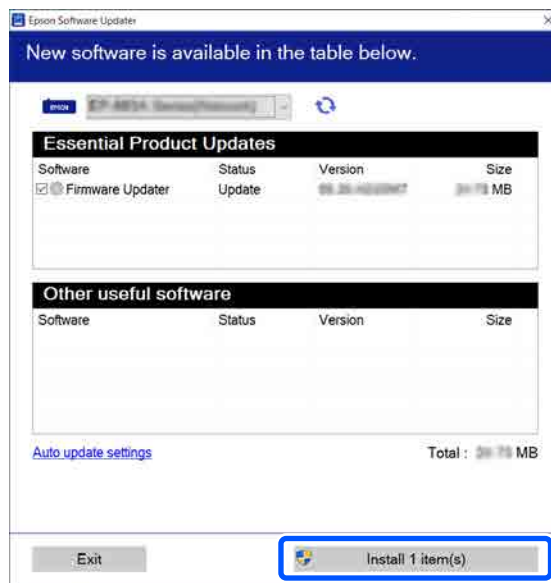 Epson Software Updater
New software is available in the table below.
EPSON
Essential Product Updates
Software Status Version Size
Firmware Updater Update MB
Other useful software
Software Status Version Size
Auto update settings Total : MB
Exit Install 1 item(s)